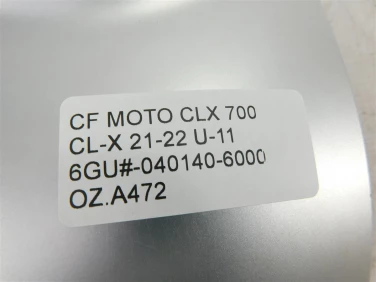 CF MOTO CLX 700
CL-X 21-22 U-11
6GU#-040140-6000
OZ.A472